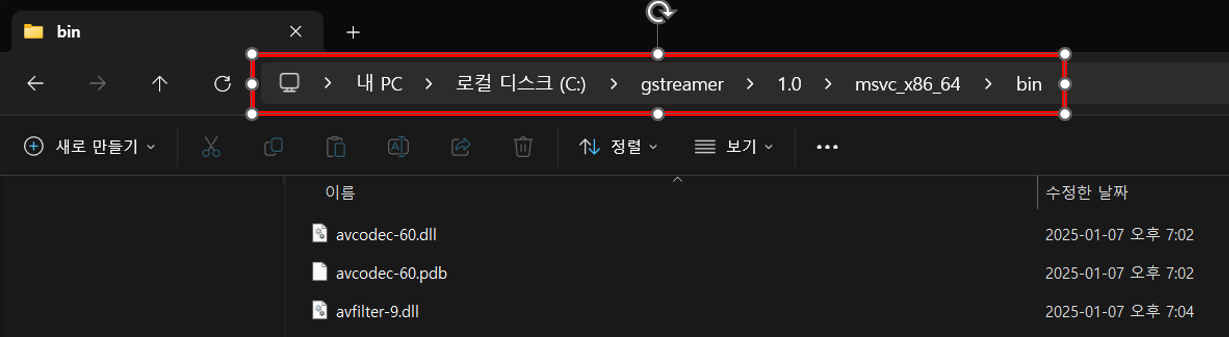 bin
내 PC > 로컬 디스크 (C:) > gstreamer > 1.0 > msvc_x86_64 > bin
새로 만들기 정렬 보기
이름 수정한 날짜
avcodec-60.dll 2025-01-07 오후 7:02
avcodec-60.pdb 2025-01-07 오후 7:02
avfilter-9.dll 2025-01-07 오후 7:04